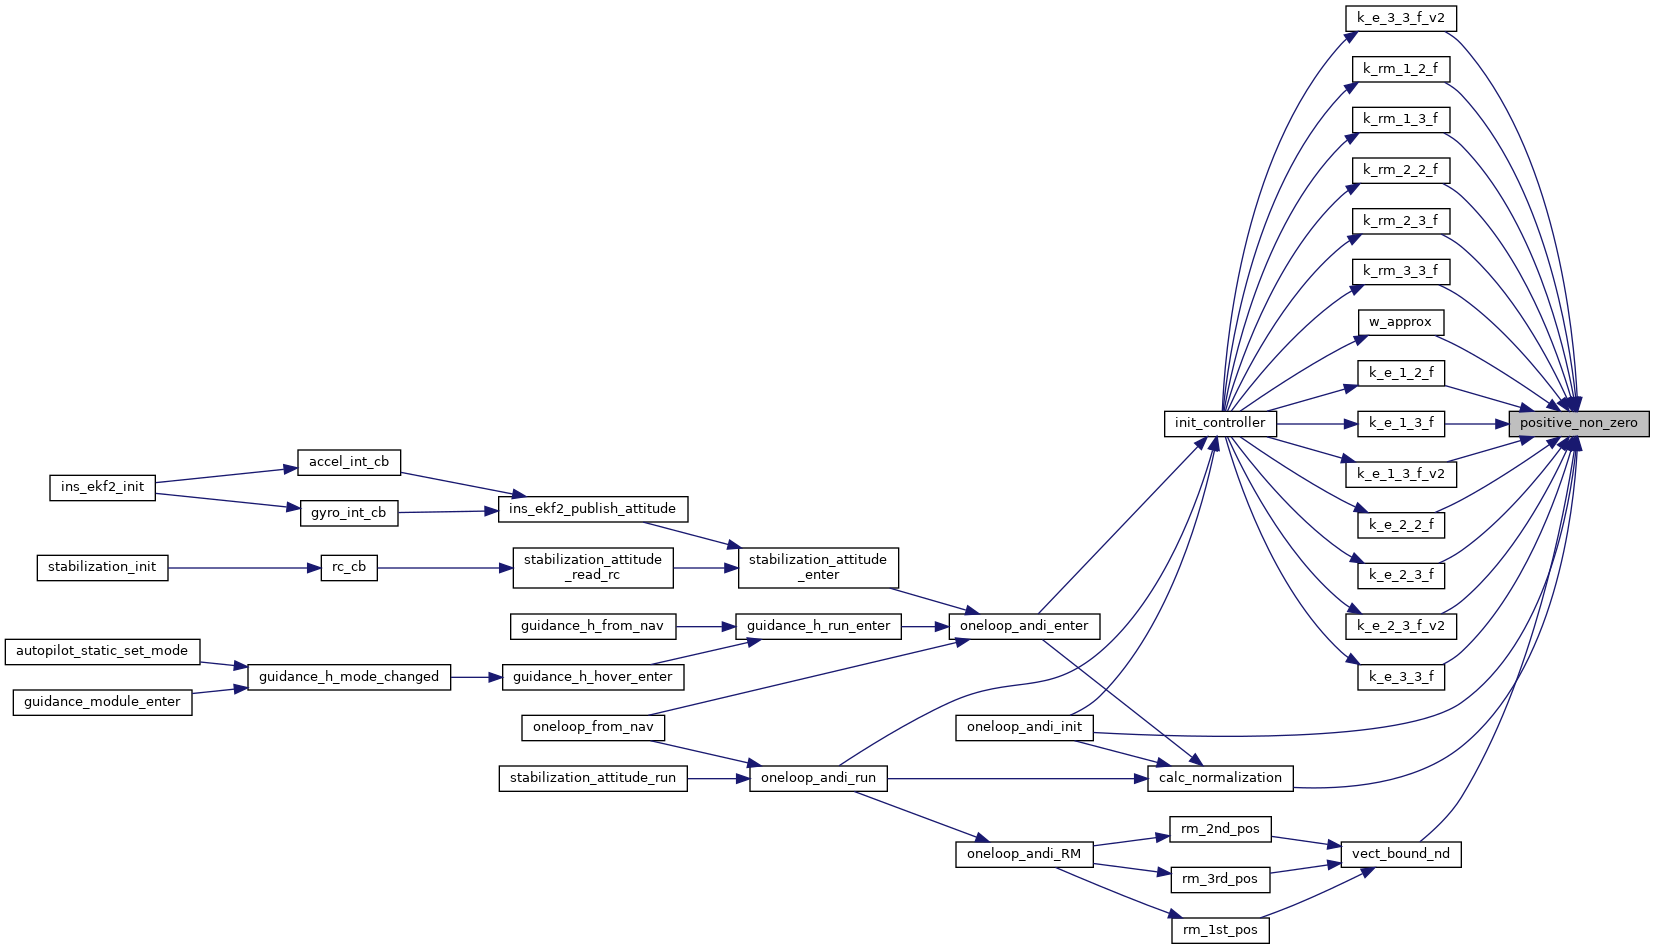 k_e_3_3_f_v2
k_rm_1_2_f
k_rm_1_3_f
k_rm_2_2_f
k_rm_2_3_f
k_rm_3_3_f
w_approx
k_e_1_2_f
init_controller
k_e_1_3_f
positive_non_zero
accel_int_cb
k_e_1_3_f_v2
ins_ekf2_init
gyro_int_cb
ins_ekf2_publish_attitude
k_e_2_2_f
stabilization_init
rc_cb
stabilization_attitude
_read_rc
stabilization_attitude
_enter
k_e_2_3_f
guidance_h_from_nav
guidance_h_run_enter
oneloop_andi_enter
k_e_2_3_f_v2
autopilot_static_set_mode
guidance_h_mode_changed
guidance_h_hover_enter
k_e_3_3_f
guidance_module_enter
oneloop_from_nav
oneloop_andi_init
stabilization_attitude_run
oneloop_andi_run
calc_normalization
rm_2nd_pos
oneloop_andi_RM
vect_bound_nd
rm_3rd_pos
rm_1st_pos